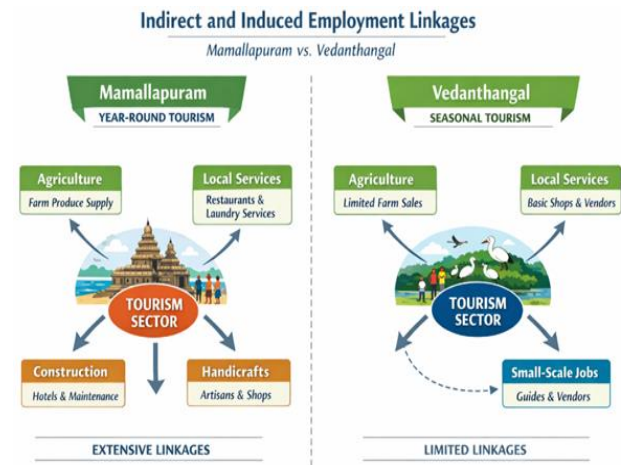 Indirect and Induced Employment Linkages
Mamallapuram vs. Vedanthangal
Mamallapuram
YEAR-ROUND TOURISM
Agriculture
Farm Produce Supply
Local Services
Restaurants &
Laundry Services
TOURISM
SECTOR
Construction
Hotels & Maintenance
Handicrafts
Artisans & Shops
EXTENSIVE LINKAGES
Vedanthangal
SEASONAL TOURISM
Agriculture
Limited Farm Sales
Local Services
Basic Shops & Vendors
TOURISM
SECTOR
Small-Scale Jobs
Guides & Vendors
LIMITED LINKAGES